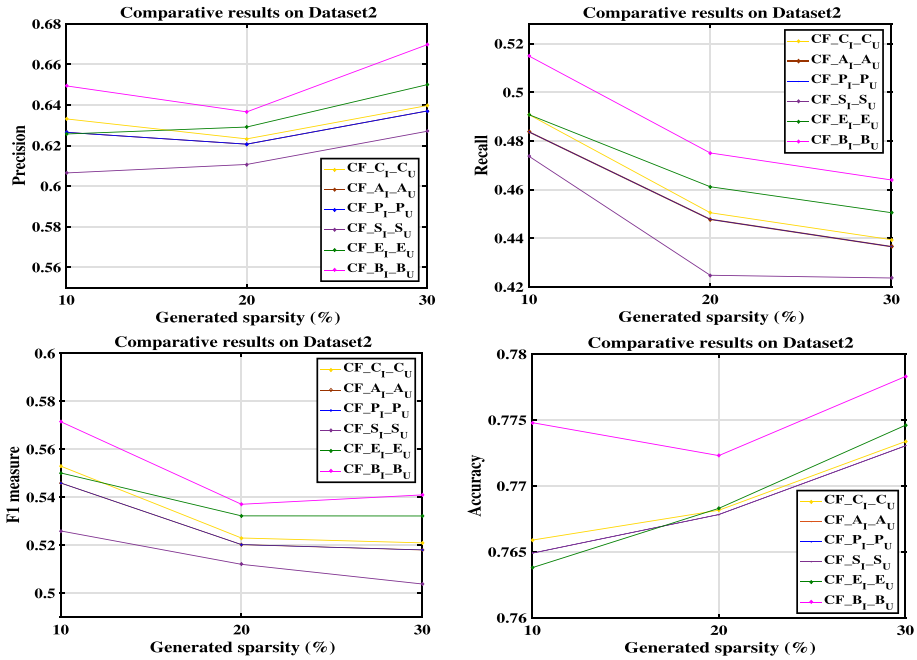 Comparative results on Dataset2
0.68
0.66
0.64
0.62
0.6
0.58
0.56
Precision
CF_C_I_C_U
CF_A_I_A_U
CF_P_I_P_U
CF_S_I_S_U
CF_E_I_E_U
CF_B_I_B_U
10
20
30
Generated sparsity (%)
Comparative results on Dataset2
0.52
0.5
0.48
0.46
0.44
0.42
Recall
CF_C_I_C_U
CF_A_I_A_U
CF_P_I_P_U
CF_S_I_S_U
CF_E_I_E_U
CF_B_I_B_U
10
20
30
Generated sparsity (%)
Comparative results on Dataset2
0.6
0.58
0.56
0.54
0.52
0.5
F1 measure
CF_C_I_C_U
CF_A_I_A_U
CF_P_I_P_U
CF_S_I_S_U
CF_E_I_E_U
CF_B_I_B_U
10
20
30
Generated sparsity (%)
Comparative results on Dataset2
0.78
0.775
0.77
0.765
0.76
Accuracy
CF_C_I_C_U
CF_A_I_A_U
CF_P_I_P_U
CF_S_I_S_U
CF_E_I_E_U
CF_B_I_B_U
10
20
30
Generated sparsity (%)